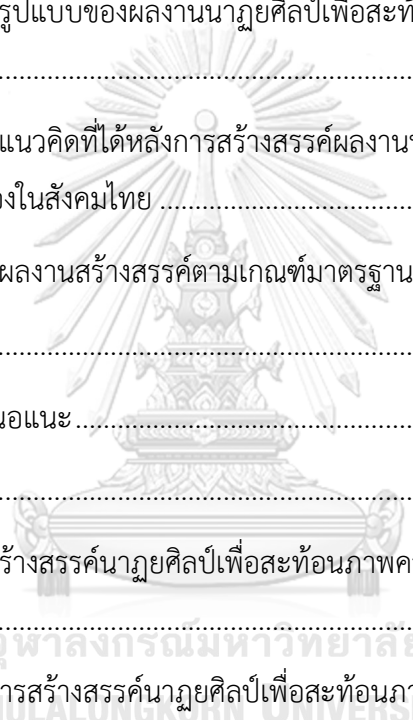 รูปแบบของผลงานนาฏยศิลป์เพื่อสะท้
....................................................
แนวคิดที่ได้หลังการสร้างสรรค์ผลงาน
องในสังคมไทย ....................................
ผลงานสร้างสรรค์ตามเกณฑ์มาตรฐาน
....................................................
นอแนะ ..............................................
....................................................
ร้างสรรค์นาฏยศิลป์เพื่อสะท้อนภาพค
....................................................
จุฬาลงกรณ์มหาวิทยาลัย
การสร้างสรรค์นาฏยศิลป์เพื่อสะท้อนภา
CHULALONGKORN UNIVERS